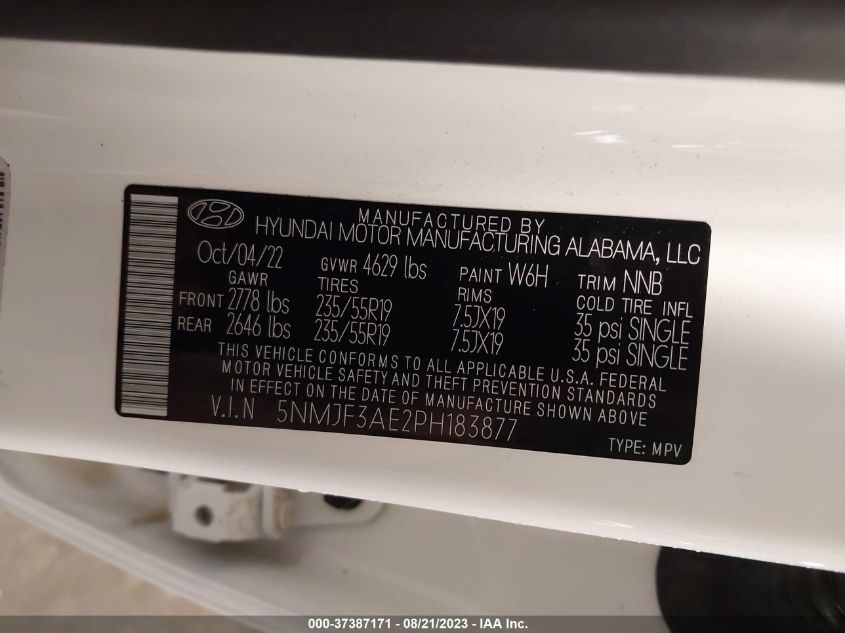 MANUFACTURED BY
HYUNDAI MOTOR MANUFACTURING ALABAMA, LLC
Oct/04/22 GVWR 4629 lbs PAINT W6H TRIM NNB
GAWR TIRES RIMS COLD TIRE INFL
FRONT 2778 lbs 235/55R19 7.5JX19 35 psi SINGLE
REAR 2646 lbs 235/55R19 7.5JX19 35 psi SINGLE
THIS VEHICLE CONFORMS TO ALL APPLICABLE U.S.A. FEDERAL
MOTOR VEHICLE SAFETY AND THEFT PREVENTION STANDARDS
IN EFFECT ON THE DATE OF MANUFACTURE SHOWN ABOVE
V.I.N 5NMJF3AE2PH183877
TYPE: MPV
000-37387171 - 08/21/2023 - IAA Inc.